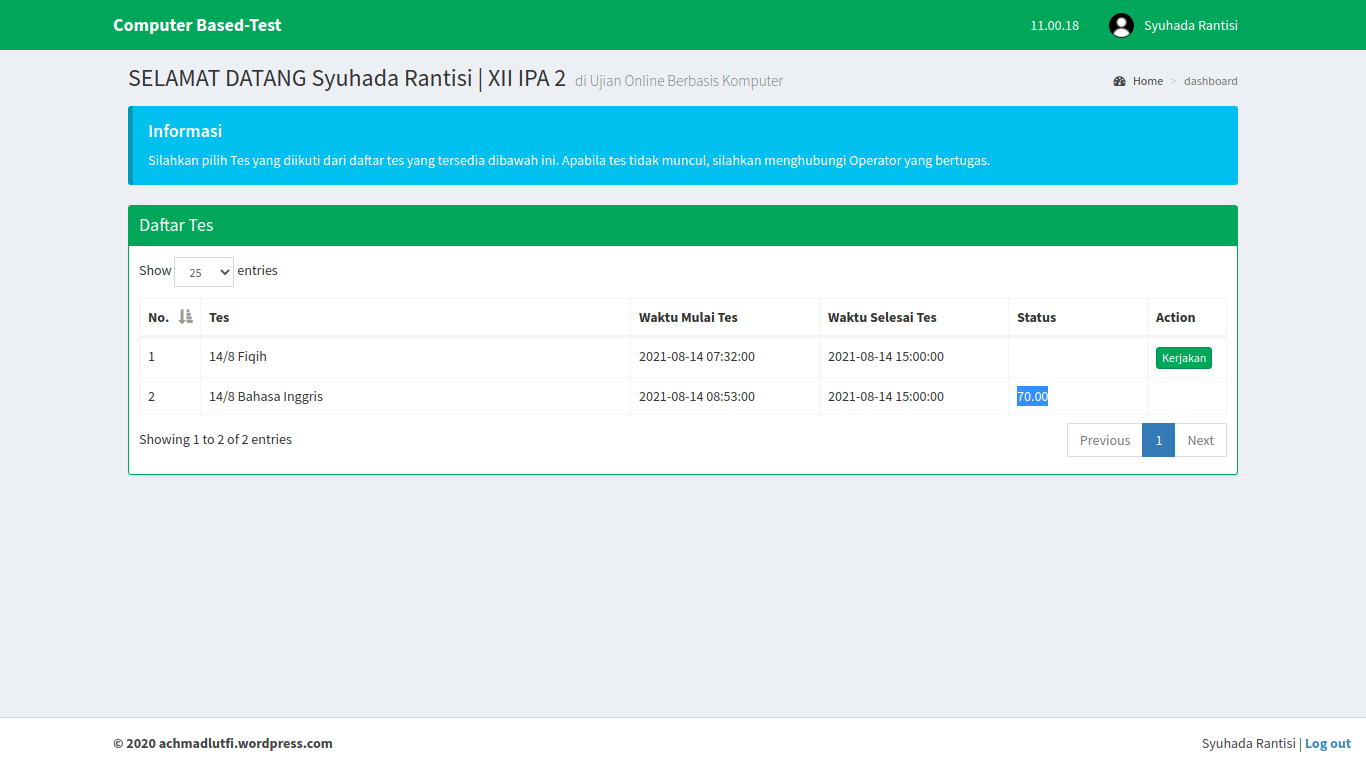 Computer Based-Test 11.00.18 Syuhada Rantisi
SELAMAT DATANG Syuhada Rantisi | XII IPA 2 di Ujian Online Berbasis Komputer Home > dashboard
Informasi
Silahkan pilih Tes yang diikuti dari daftar tes yang tersedia dibawah ini. Apabila tes tidak muncul, silahkan menghubungi Operator yang bertugas.
Daftar Tes
Show 25 entries
No. Tes Waktu Mulai Tes Waktu Selesai Tes Status Action
1 14/8 Fiqih 2021-08-14 07:32:00 2021-08-14 15:00:00 Kerjakan
2 14/8 Bahasa Inggris 2021-08-14 08:53:00 2021-08-14 15:00:00 70.00
Showing 1 to 2 of 2 entries Previous 1 Next
© 2020 achmadlutfi.wordpress.com Syuhada Rantisi | Log out